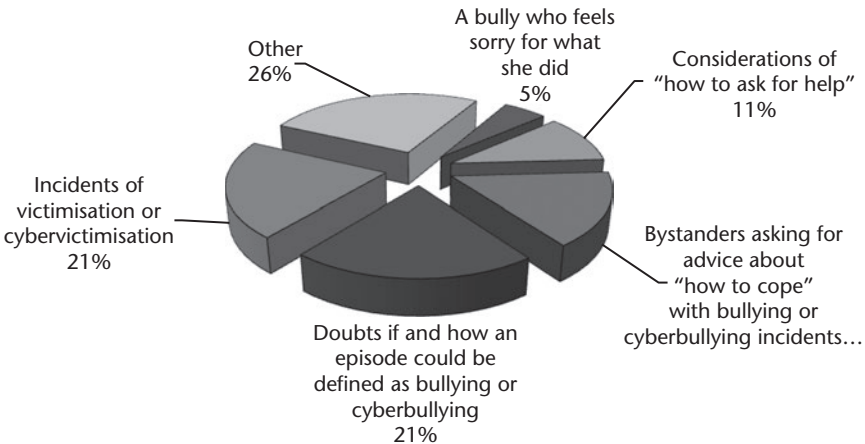 A bully who feels
sorry for what
she did
5%
Considerations of
“how to ask for help”
11%
Bystanders asking for
advice about
“how to cope”
with bullying or
cyberbullying incidents…
Doubts if and how an
episode could be
defined as bullying or
cyberbullying
21%
Incidents of
victimisation or
cybervictimisation
21%
Other
26%